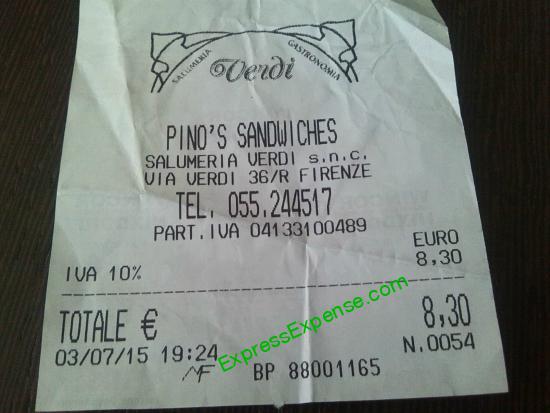 SALUMERIA
GASTRONOMIA
Verdi
PINO'S SANDWICHES
SALUMERIA VERDI s.n.c.
VIA VERDI 36/R FIRENZE
TEL. 055.244517
PART.IVA 04133100489
EURO
IVA 10% 8,30
TOTALE € 8,30
03/07/15 19:24 N.0054
MF BP 88001165
ExpressExpense.com